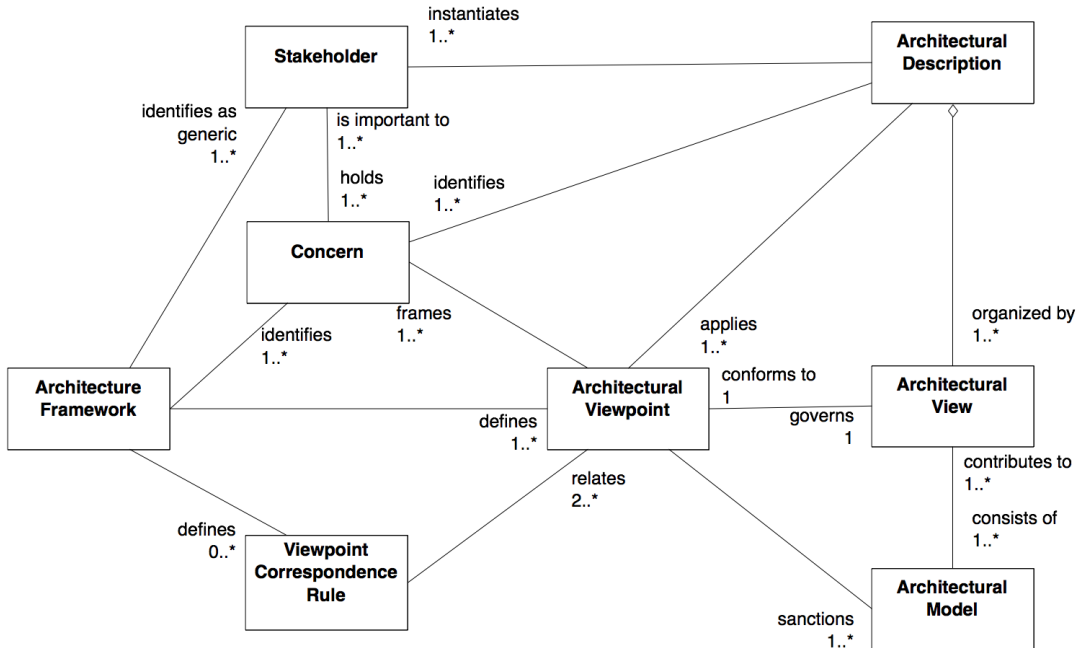 instantiates
1..*
Stakeholder
Architectural
Description
identifies as
generic
1..*
is important to
1..*
holds
1..*
identifies
1..*
Concern
identifies
1..*
frames
1..*
applies
1..*
organized by
1..*
Architecture
Framework
defines
1..*
Architectural
Viewpoint
conforms to
1
governs
1
Architectural
View
relates
2..*
contributes to
1..*
consists of
1..*
defines
0..*
Viewpoint
Correspondence
Rule
sanctions
1..*
Architectural
Model